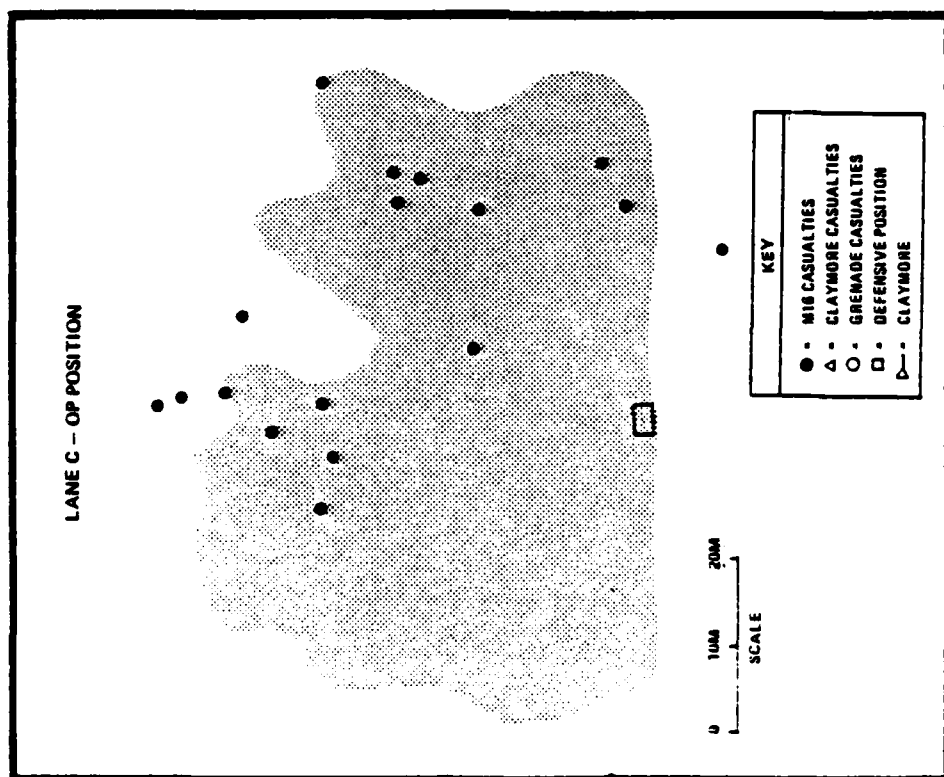 LANE C – OP POSITION
KEY
● - M16 CASUALTIES
△ - CLAYMORE CASUALTIES
○ - GRENADE CASUALTIES
□ - DEFENSIVE POSITION
▷— - CLAYMORE
0 10M 20M
SCALE